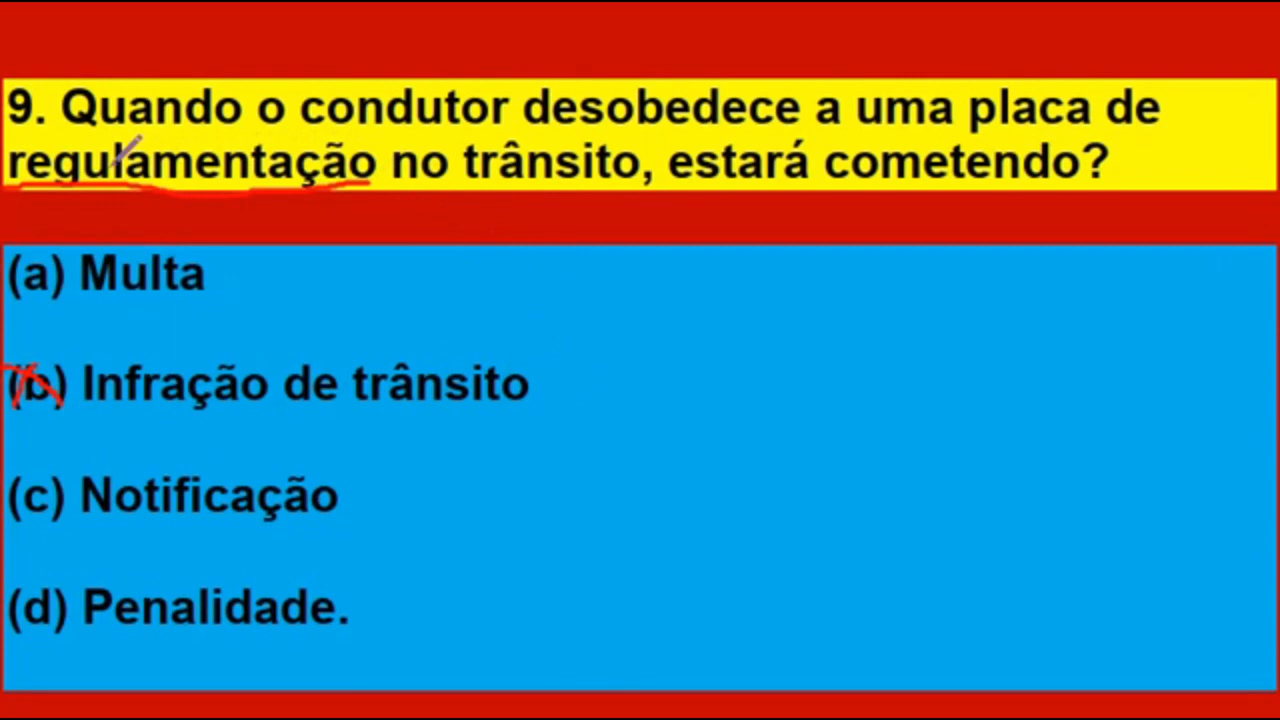 9. Quando o condutor desobedece a uma placa de
regulamentação no trânsito, estará cometendo?
(a) Multa
(b) Infração de trânsito
(c) Notificação
(d) Penalidade.